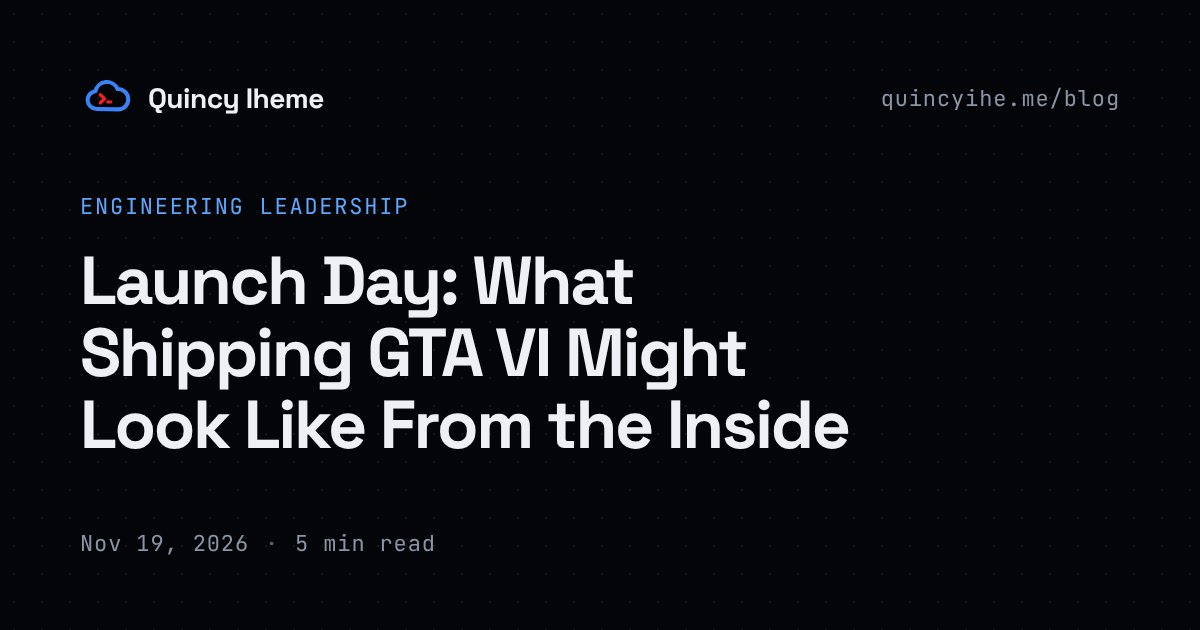 Quincy Iheme
quincyihe.me/blog
ENGINEERING LEADERSHIP
Launch Day: What
Shipping GTA VI Might
Look Like From the Inside
Nov 19, 2026 · 5 min read